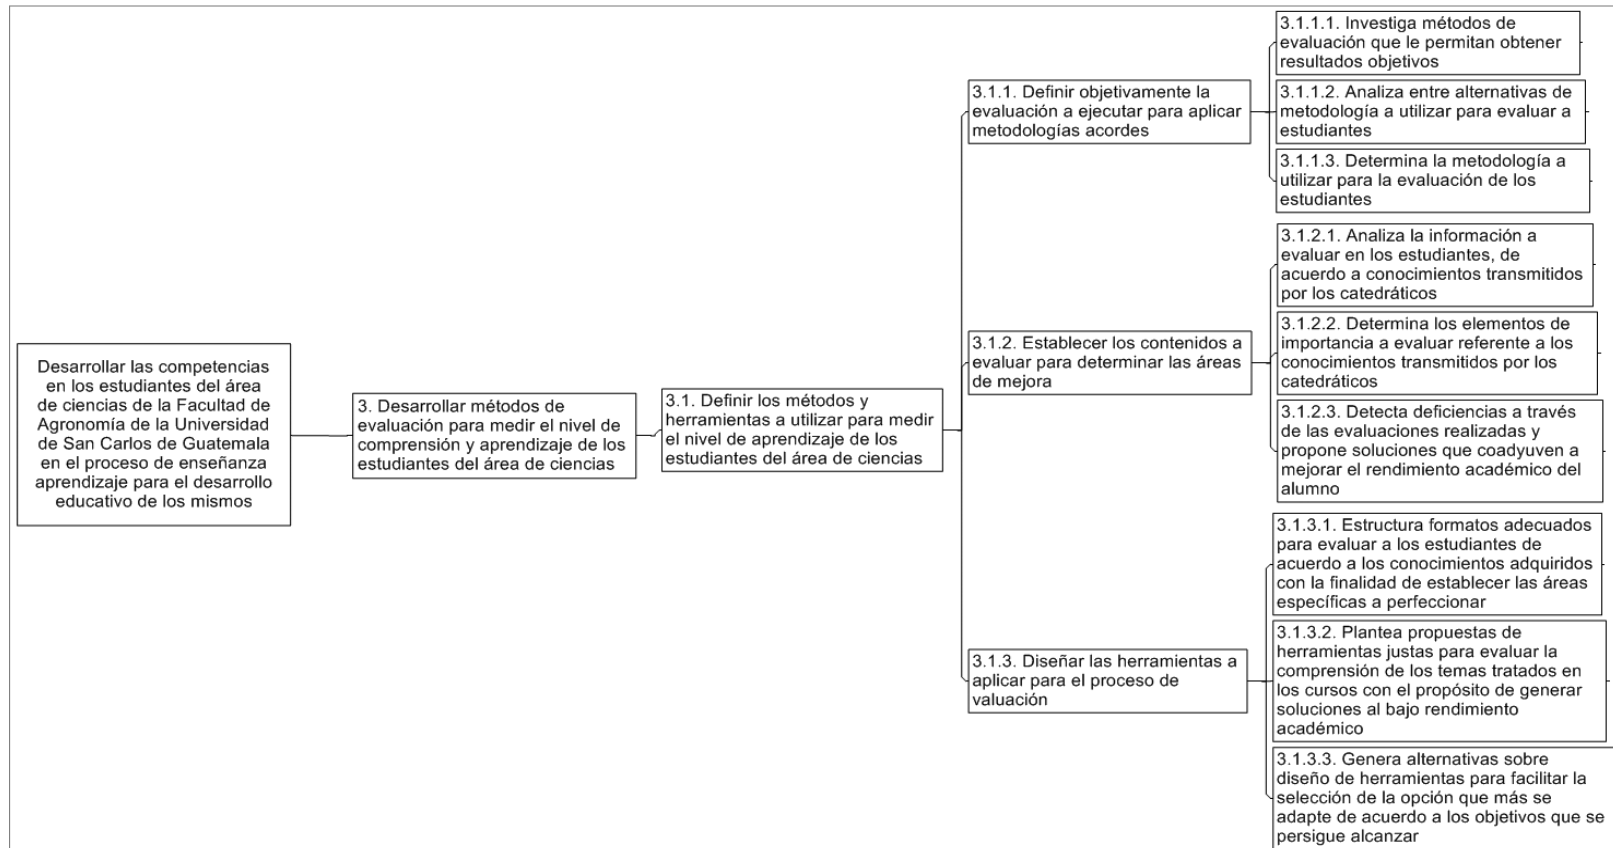 Desarrollar las competencias
en los estudiantes del área
de ciencias de la Facultad de
Agronomía de la Universidad
de San Carlos de Guatemala
en el proceso de enseñanza
aprendizaje para el desarrollo
educativo de los mismos
3. Desarrollar métodos de
evaluación para medir el nivel de
comprensión y aprendizaje de los
estudiantes del área de ciencias
3.1. Definir los métodos y
herramientas a utilizar para medir
el nivel de aprendizaje de los
estudiantes del área de ciencias
3.1.1. Definir objetivamente la
evaluación a ejecutar para aplicar
metodologías acordes
3.1.1.1. Investiga métodos de
evaluación que le permitan obtener
resultados objetivos
3.1.1.2. Analiza entre alternativas de
metodología a utilizar para evaluar a
estudiantes
3.1.1.3. Determina la metodología a
utilizar para la evaluación de los
estudiantes
3.1.2. Establecer los contenidos a
evaluar para determinar las áreas
de mejora
3.1.2.1. Analiza la información a
evaluar en los estudiantes, de
acuerdo a conocimientos transmitidos
por los catedráticos
3.1.2.2. Determina los elementos de
importancia a evaluar referente a los
conocimientos transmitidos por los
catedráticos
3.1.2.3. Detecta deficiencias a través
de las evaluaciones realizadas y
propone soluciones que coadyuven a
mejorar el rendimiento académico del
alumno
3.1.3. Diseñar las herramientas a
aplicar para el proceso de
valuación
3.1.3.1. Estructura formatos adecuados
para evaluar a los estudiantes de
acuerdo a los conocimientos adquiridos
con la finalidad de establecer las áreas
específicas a perfeccionar
3.1.3.2. Plantea propuestas de
herramientas justas para evaluar la
comprensión de los temas tratados en
los cursos con el propósito de generar
soluciones al bajo rendimiento
académico
3.1.3.3. Genera alternativas sobre
diseño de herramientas para facilitar la
selección de la opción que más se
adapte de acuerdo a los objetivos que se
persigue alcanzar